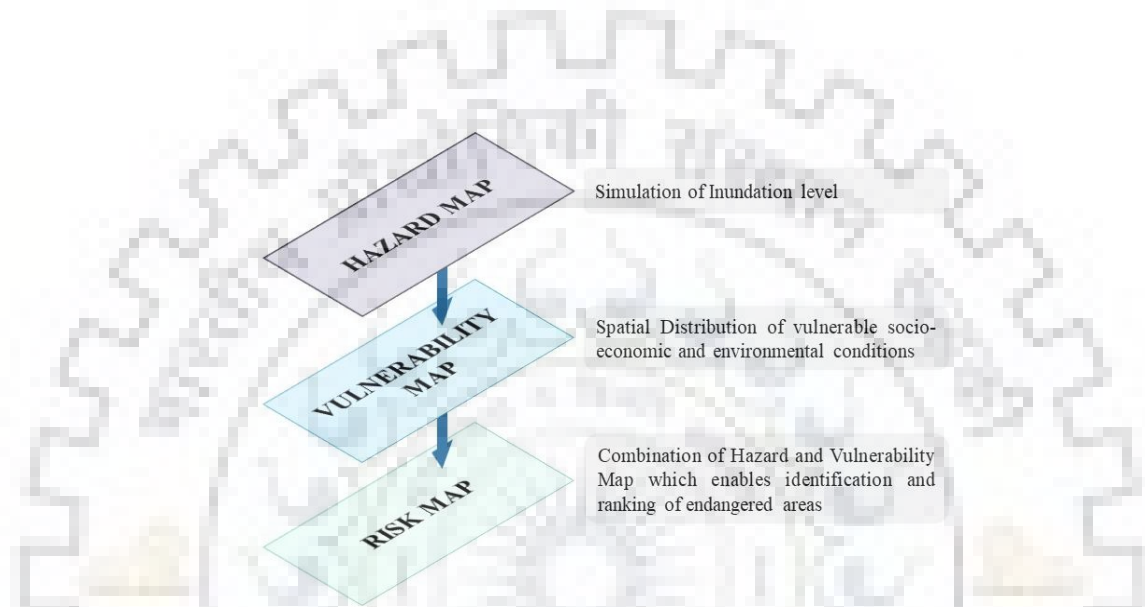 HAZARD MAP
Simulation of Inundation level
VULNERABILITY
MAP
Spatial Distribution of vulnerable socio-
economic and environmental conditions
RISK MAP
Combination of Hazard and Vulnerability
Map which enables identification and
ranking of endangered areas